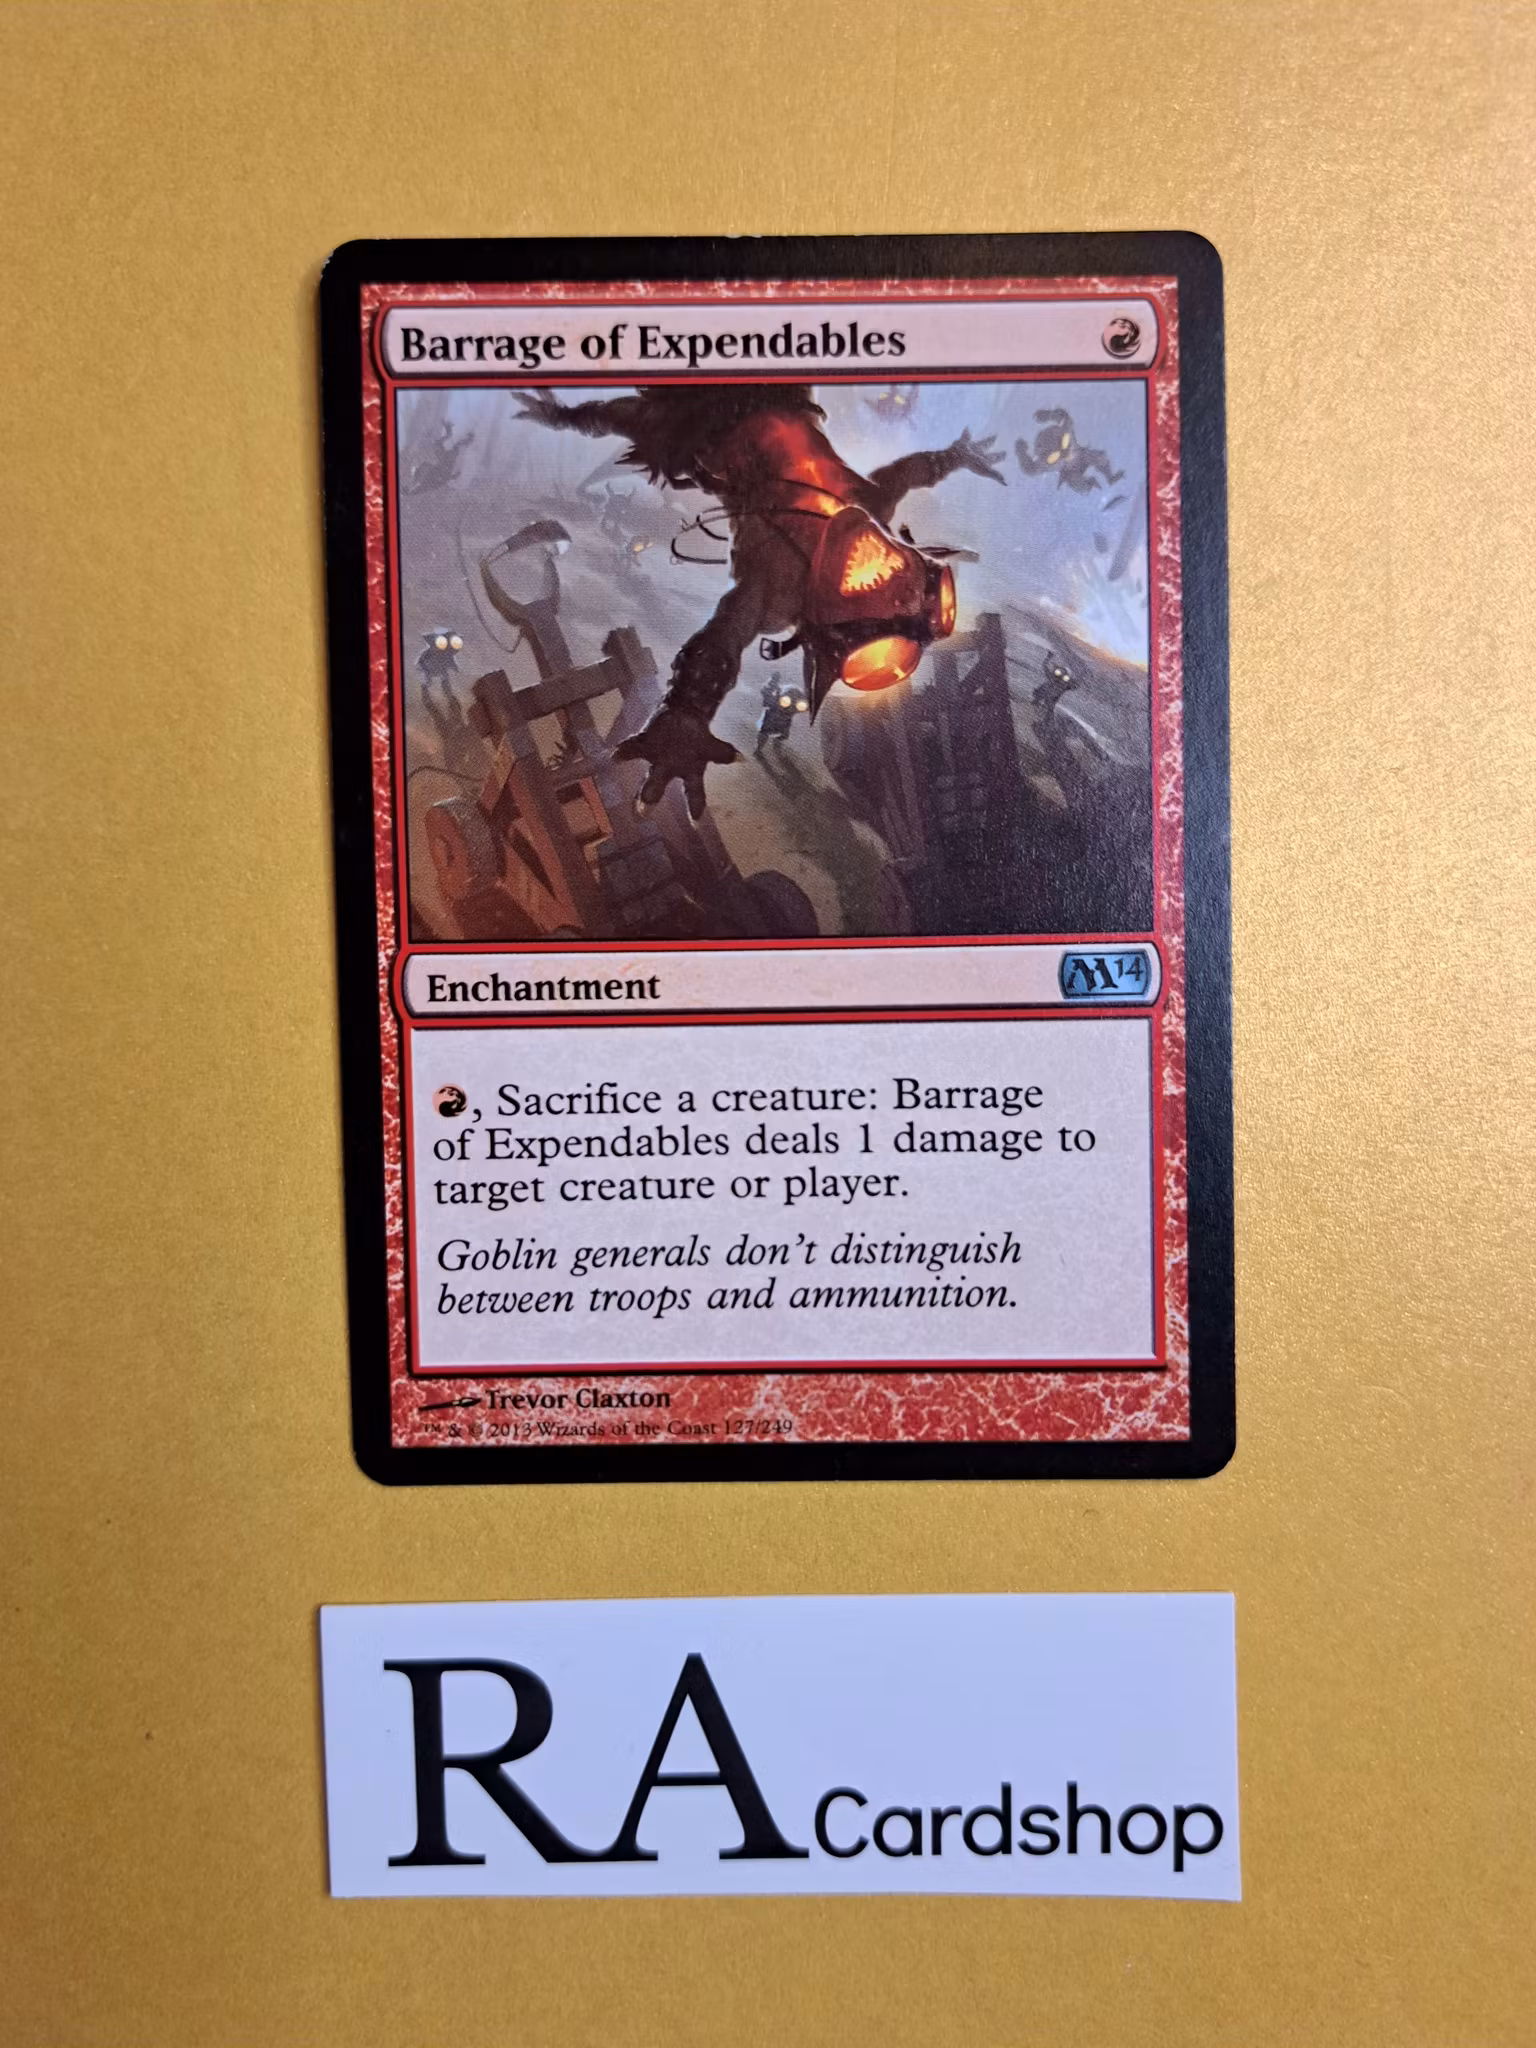 Barrage of Expendables
Enchantment
M14
, Sacrifice a creature: Barrage
of Expendables deals 1 damage to
target creature or player.
Goblin generals don't distinguish
between troops and ammunition.
Trevor Claxton
™ & © 2013 Wizards of the Coast 127/249
RA Cardshop